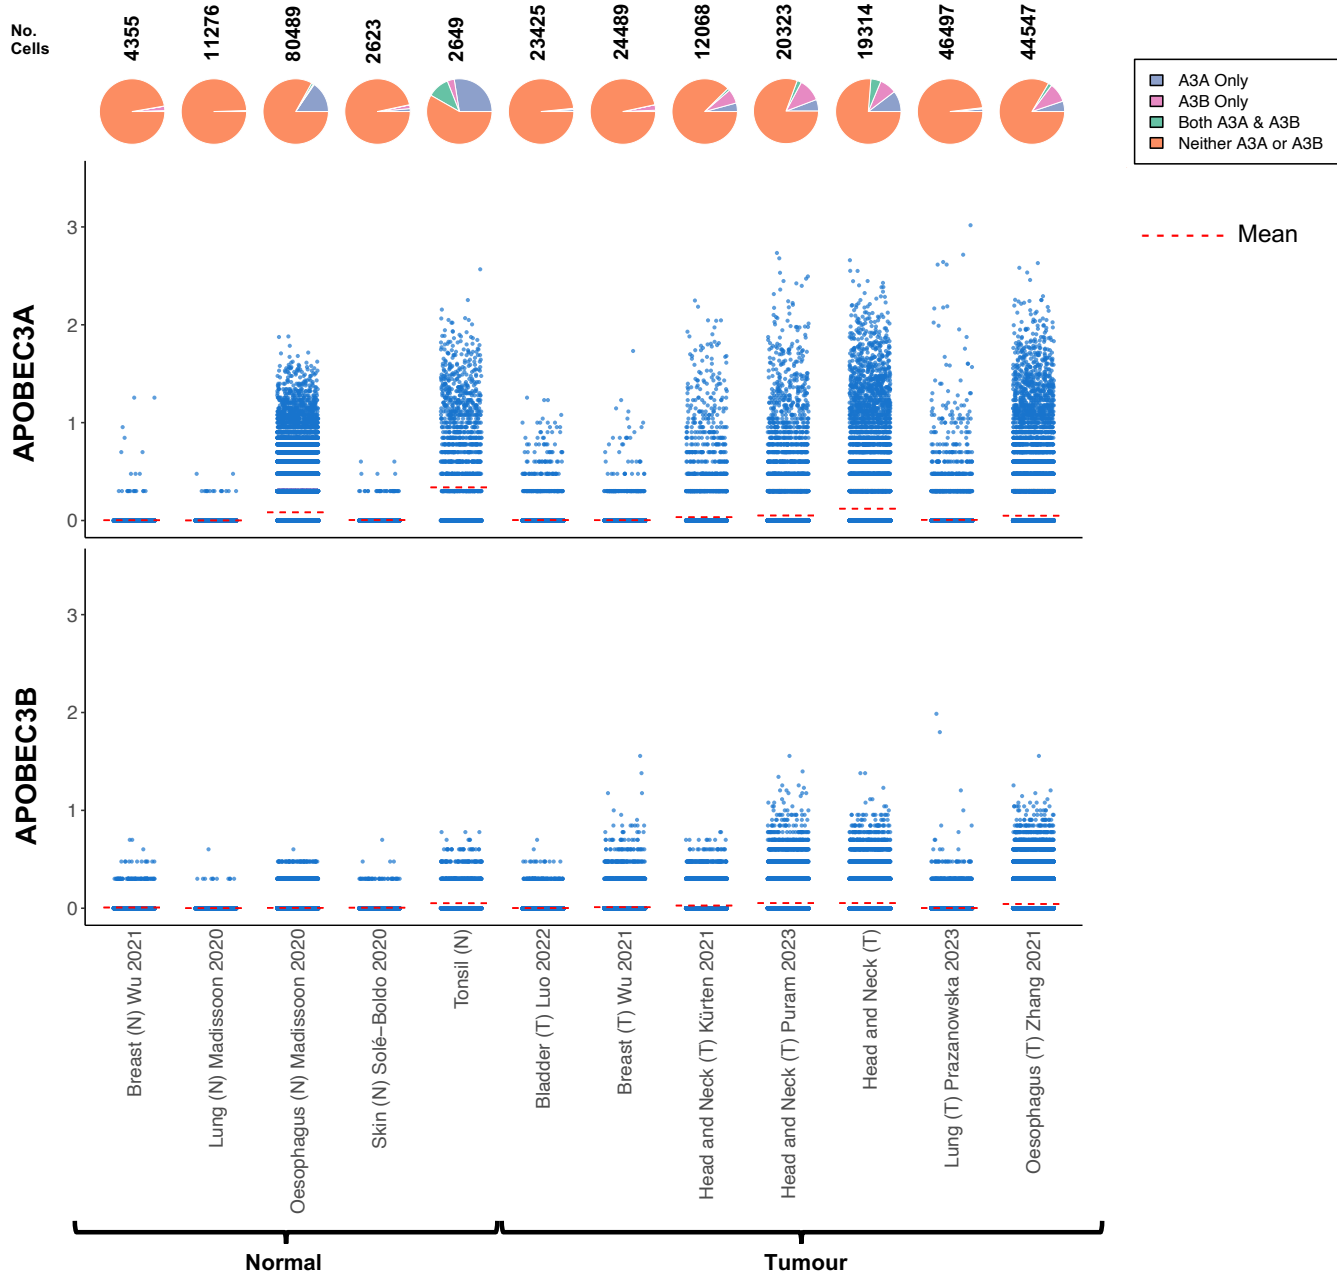 No.
Cells
4355
11276
80489
2623
2649
23425
24489
12068
20323
19314
46497
44547
A3A Only
A3B Only
Both A3A & A3B
Neither A3A or A3B
Mean
APOBEC3A
3
2
1
0
APOBEC3B
3
2
1
0
Breast (N) Wu 2021
Lung (N) Madissoon 2020
Oesophagus (N) Madissoon 2020
Skin (N) Solé–Boldo 2020
Tonsil (N)
Bladder (T) Luo 2022
Breast (T) Wu 2021
Head and Neck (T) Kürten 2021
Head and Neck (T) Puram 2023
Head and Neck (T)
Lung (T) Prazanowska 2023
Oesophagus (T) Zhang 2021
Normal
Tumour